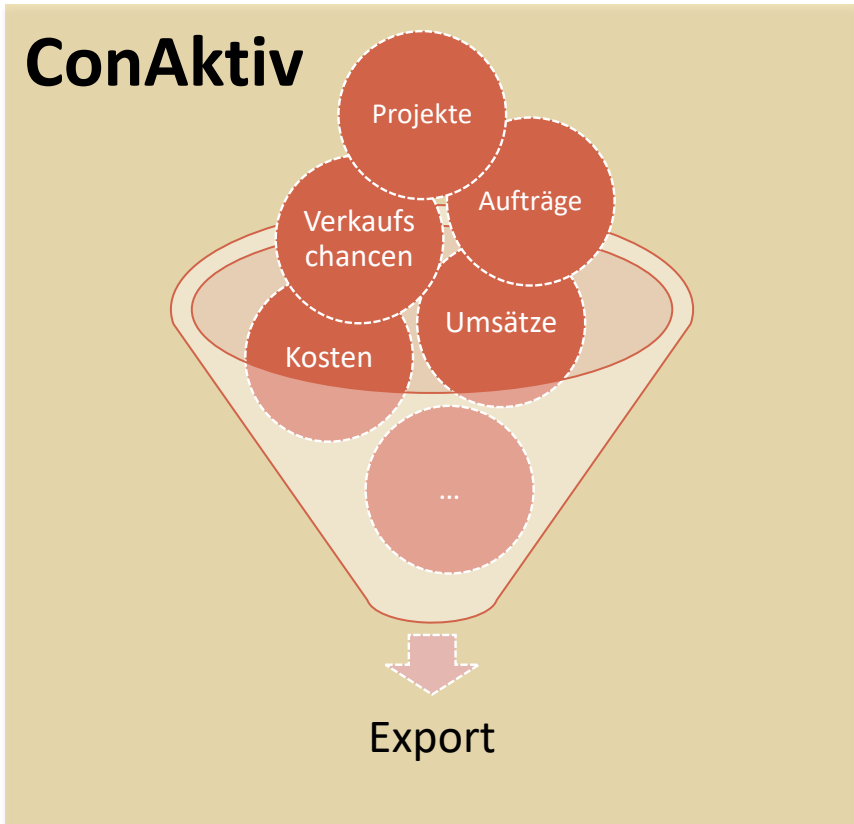 ConAktiv
Projekte
Aufträge
Verkaufs
chancen
Umsätze
Kosten
...
Export